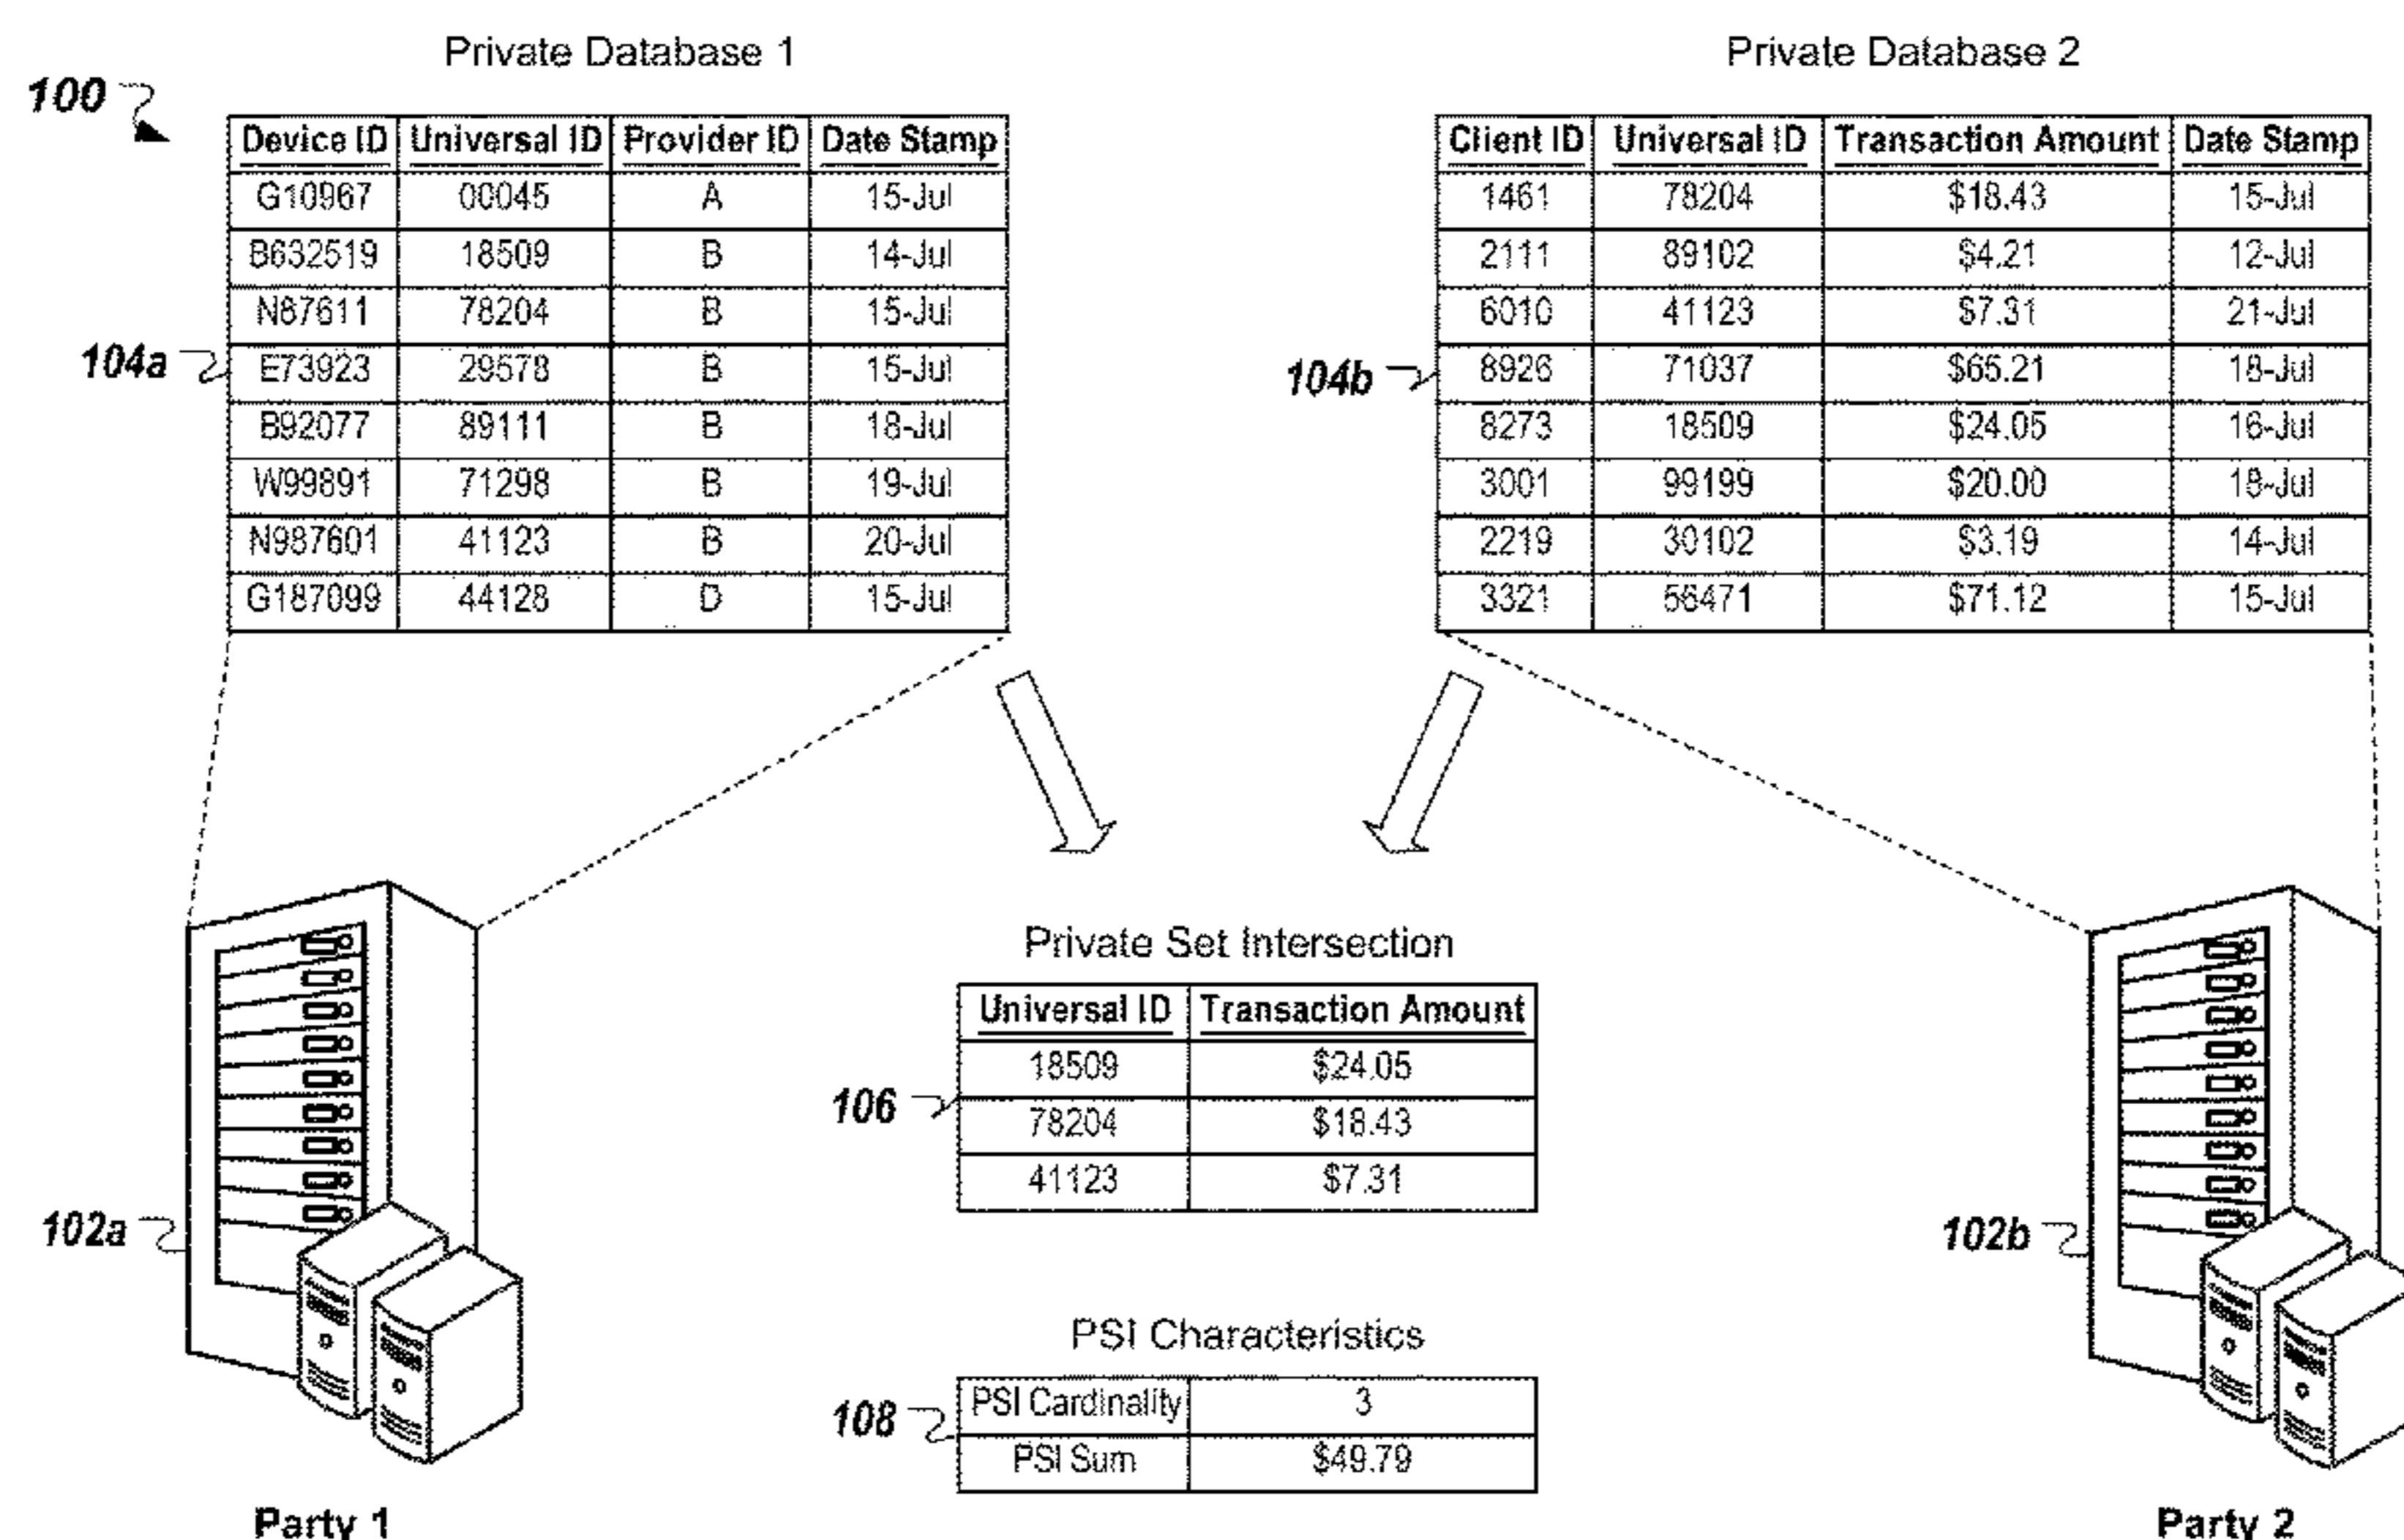 Private Database 1
Private Database 2
100
Device ID Universal ID Provider ID Date Stamp
G10967 00045 A 15-Jul
B632519 18509 B 14-Jul
N87611 78204 B 15-Jul
E73923 29578 B 15-Jul
B92077 89111 B 18-Jul
W99891 71298 B 19-Jul
N987601 41123 B 20-Jul
G187099 44128 D 15-Jul
104a
Client ID Universal ID Transaction Amount Date Stamp
1461 78204 $18.43 15-Jul
2111 89102 $4.21 12-Jul
6010 41123 $7.31 21-Jul
8926 71037 $65.21 18-Jul
8273 18509 $24.05 16-Jul
3001 99199 $20.00 18-Jul
2219 30102 $3.19 14-Jul
3321 56471 $71.12 15-Jul
104b
Private Set Intersection
Universal ID Transaction Amount
18509 $24.05
78204 $18.43
41123 $7.31
106
102a
102b
PSI Characteristics
PSI Cardinality 3
PSI Sum $49.79
108
Party 1
Party 2